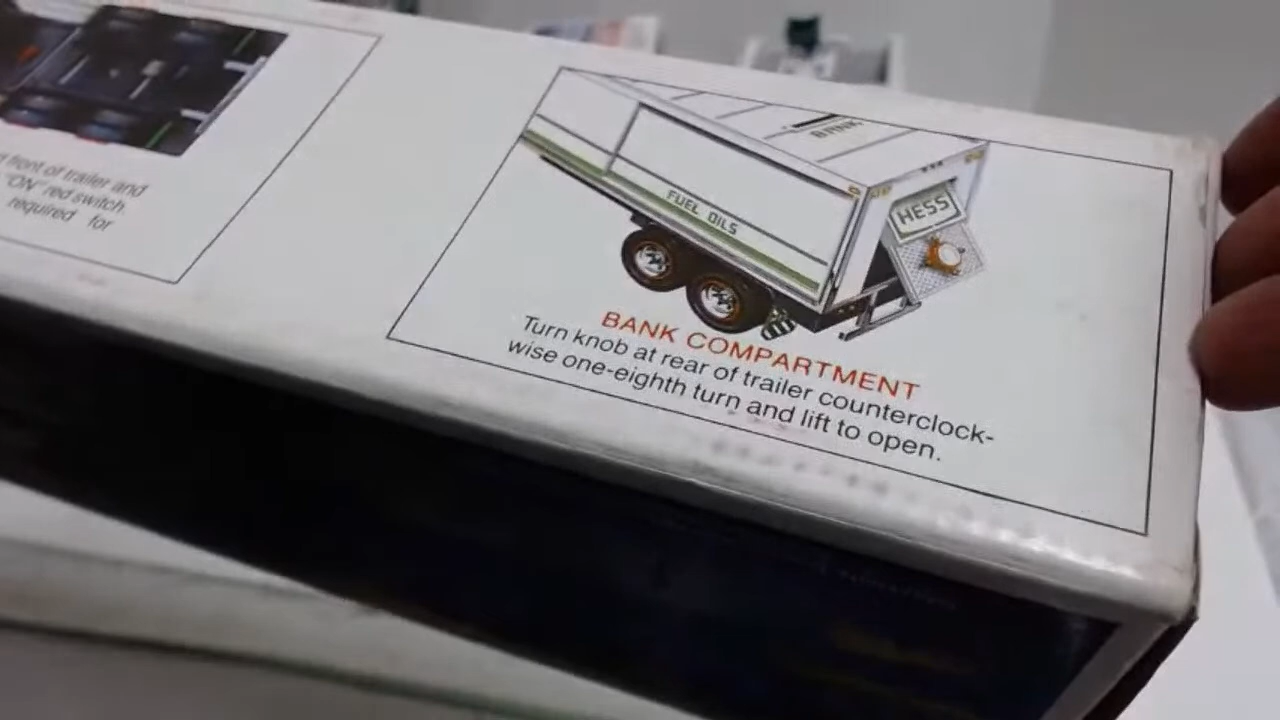 front of trailer and
"ON" red switch.
required for
BANK
FUEL OILS
HESS
BANK COMPARTMENT
Turn knob at rear of trailer counterclock-
wise one-eighth turn and lift to open.